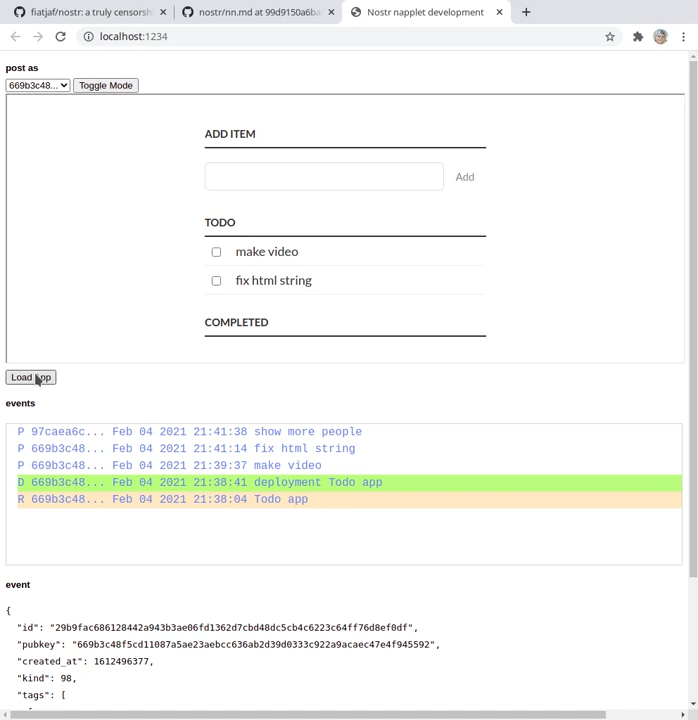 fiatjaf/nostr: a truly censorsh
nostr/nn.md at 99d9150a6ba
Nostr napplet development
localhost:1234
post as
669b3c48...
Toggle Mode
ADD ITEM
Add
TODO
make video
fix html string
COMPLETED
Load App
events
P 97caea6c... Feb 04 2021 21:41:38 show more people
P 669b3c48... Feb 04 2021 21:41:14 fix html string
P 669b3c48... Feb 04 2021 21:39:37 make video
D 669b3c48... Feb 04 2021 21:38:41 deployment Todo app
R 669b3c48... Feb 04 2021 21:38:04 Todo app
event
{
"id": "29b9fac686128442a943b3ae06fd1362d7cbd48dc5cb4c6223c64ff76d8ef0df",
"pubkey": "669b3c48f5cd11087a5ae23aebcc636ab2d39d0333c922a9acaec47e4f945592",
"created_at": 1612496377,
"kind": 98,
"tags": [